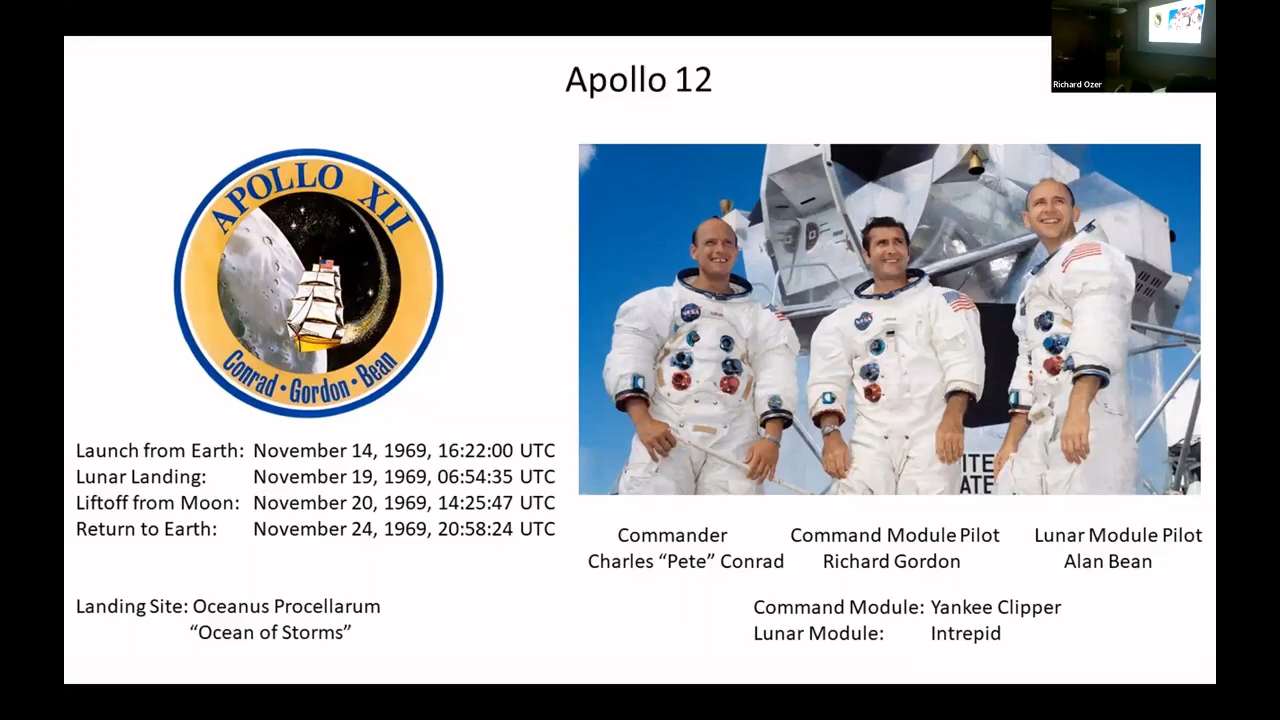 Apollo 12
Richard Ozer
APOLLO XII
Conrad · Gordon · Bean
NASA
NASA
ITE
ATE
Launch from Earth: November 14, 1969, 16:22:00 UTC
Lunar Landing: November 19, 1969, 06:54:35 UTC
Liftoff from Moon: November 20, 1969, 14:25:47 UTC
Return to Earth: November 24, 1969, 20:58:24 UTC
Commander
Charles “Pete” Conrad
Command Module Pilot
Richard Gordon
Lunar Module Pilot
Alan Bean
Landing Site: Oceanus Procellarum
“Ocean of Storms”
Command Module: Yankee Clipper
Lunar Module: Intrepid